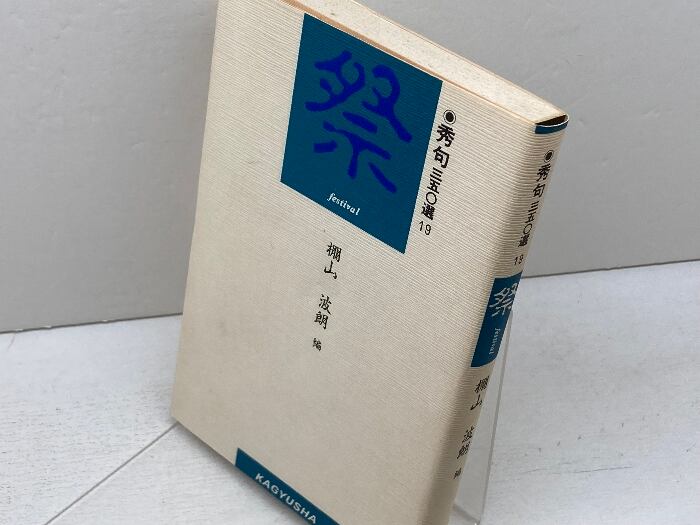 ●秀句三五〇選 19
祭
festival
棚山 波朗 編
KAGYUSHA
●秀句三五〇選 19
祭
festival
棚山 波朗 編